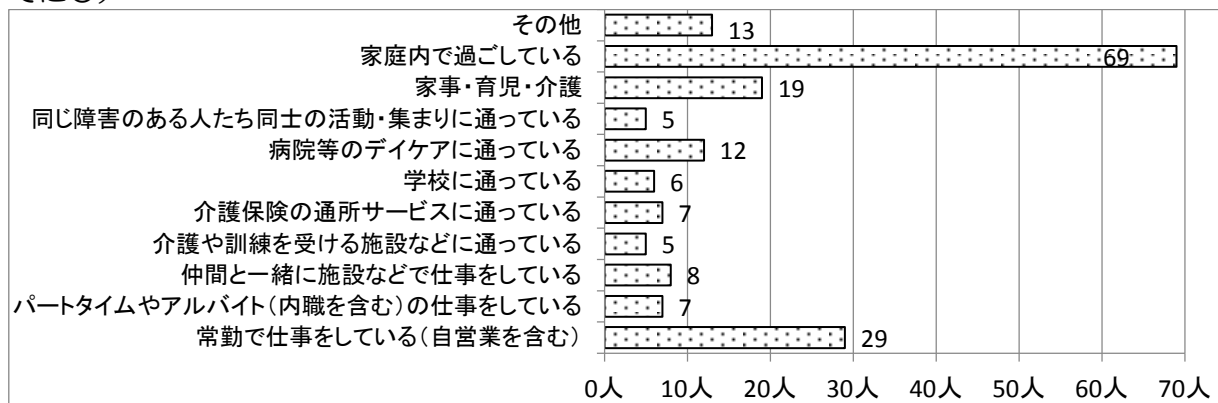 その他 13
家庭内で過ごしている 69
家事・育児・介護 19
同じ障害のある人たち同士の活動・集まりに通っている 5
病院等のデイケアに通っている 12
学校に通っている 6
介護保険の通所サービスに通っている 7
介護や訓練を受ける施設などに通っている 5
仲間と一緒に施設などで仕事をしている 8
パートタイムやアルバイト（内職を含む）の仕事をしている 7
常勤で仕事をしている（自営業を含む） 29
0人 10人 20人 30人 40人 50人 60人 70人